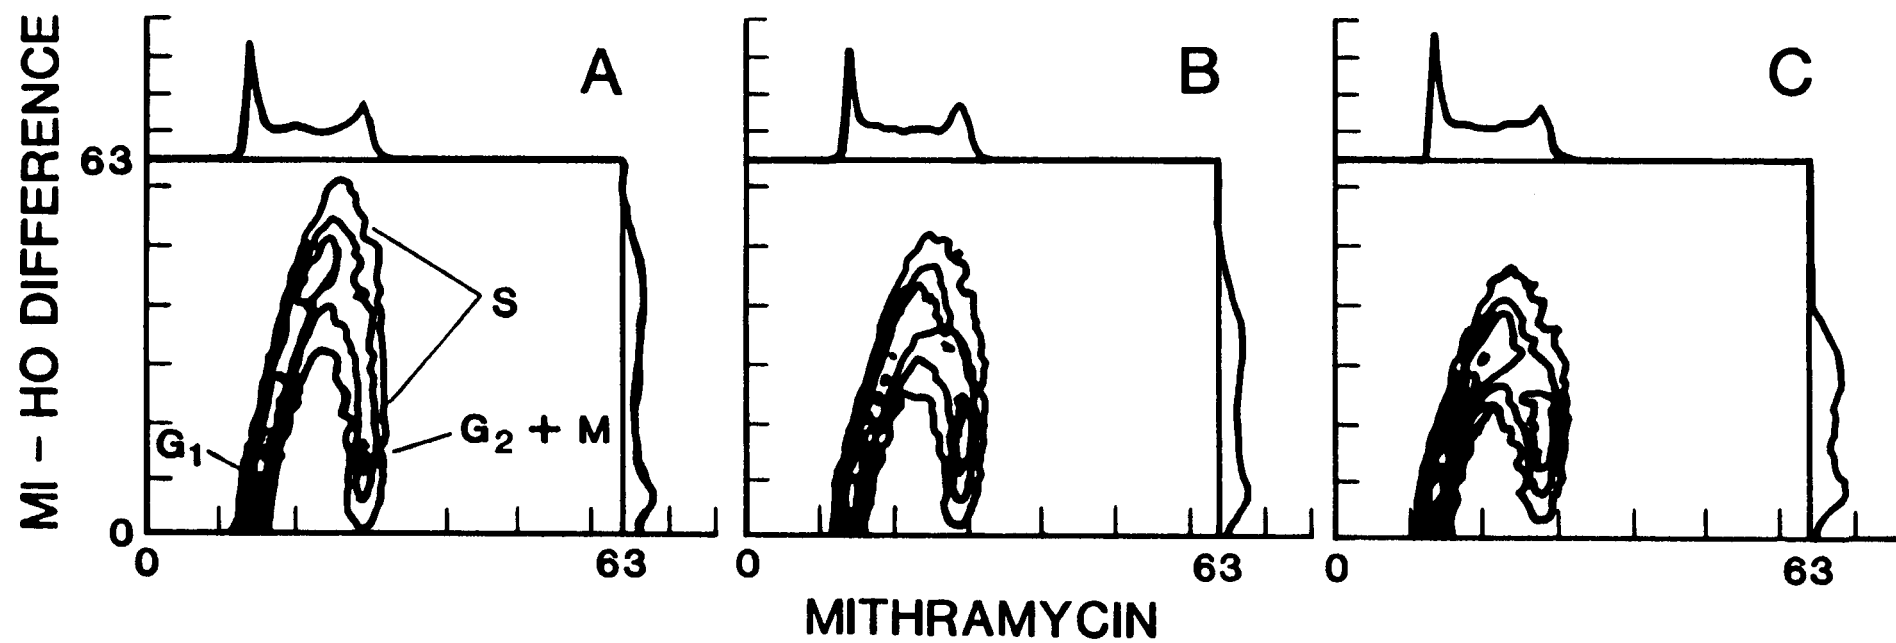 MI – HO DIFFERENCE
A B C
63
S
G₁ G₂ + M
0
0 63 0 63 0 63
MITHRAMYCIN